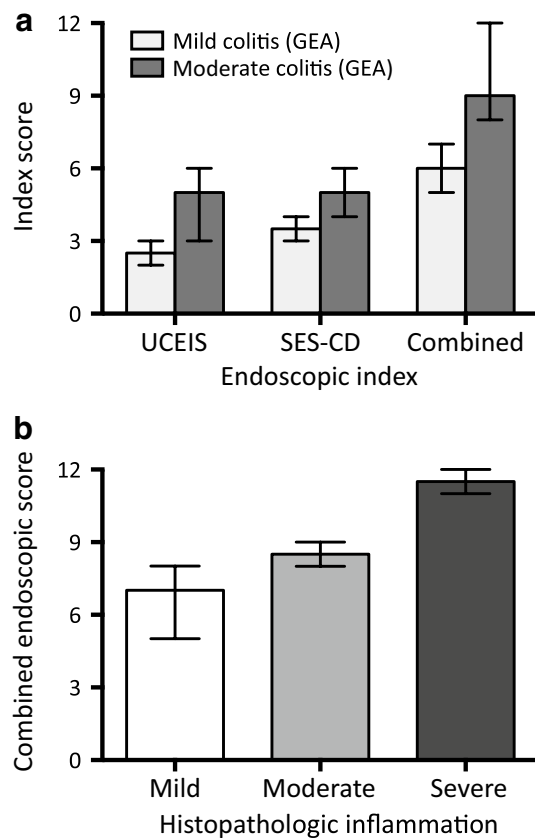 a
Index score
12
9
6
3
0
Mild colitis (GEA)
Moderate colitis (GEA)
UCEIS SES-CD Combined
Endoscopic index
b
Combined endoscopic score
12
9
6
3
0
Mild Moderate Severe
Histopathologic inflammation